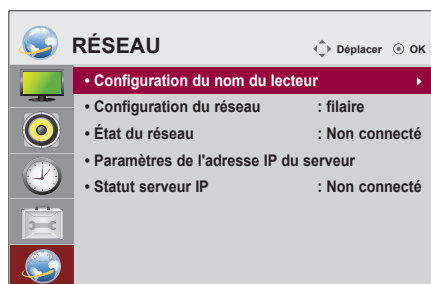 RÉSEAU
Déplacer OK
• Configuration du nom du lecteur
• Configuration du réseau : filaire
• État du réseau : Non connecté
• Paramètres de l'adresse IP du serveur
• Statut serveur IP : Non connecté